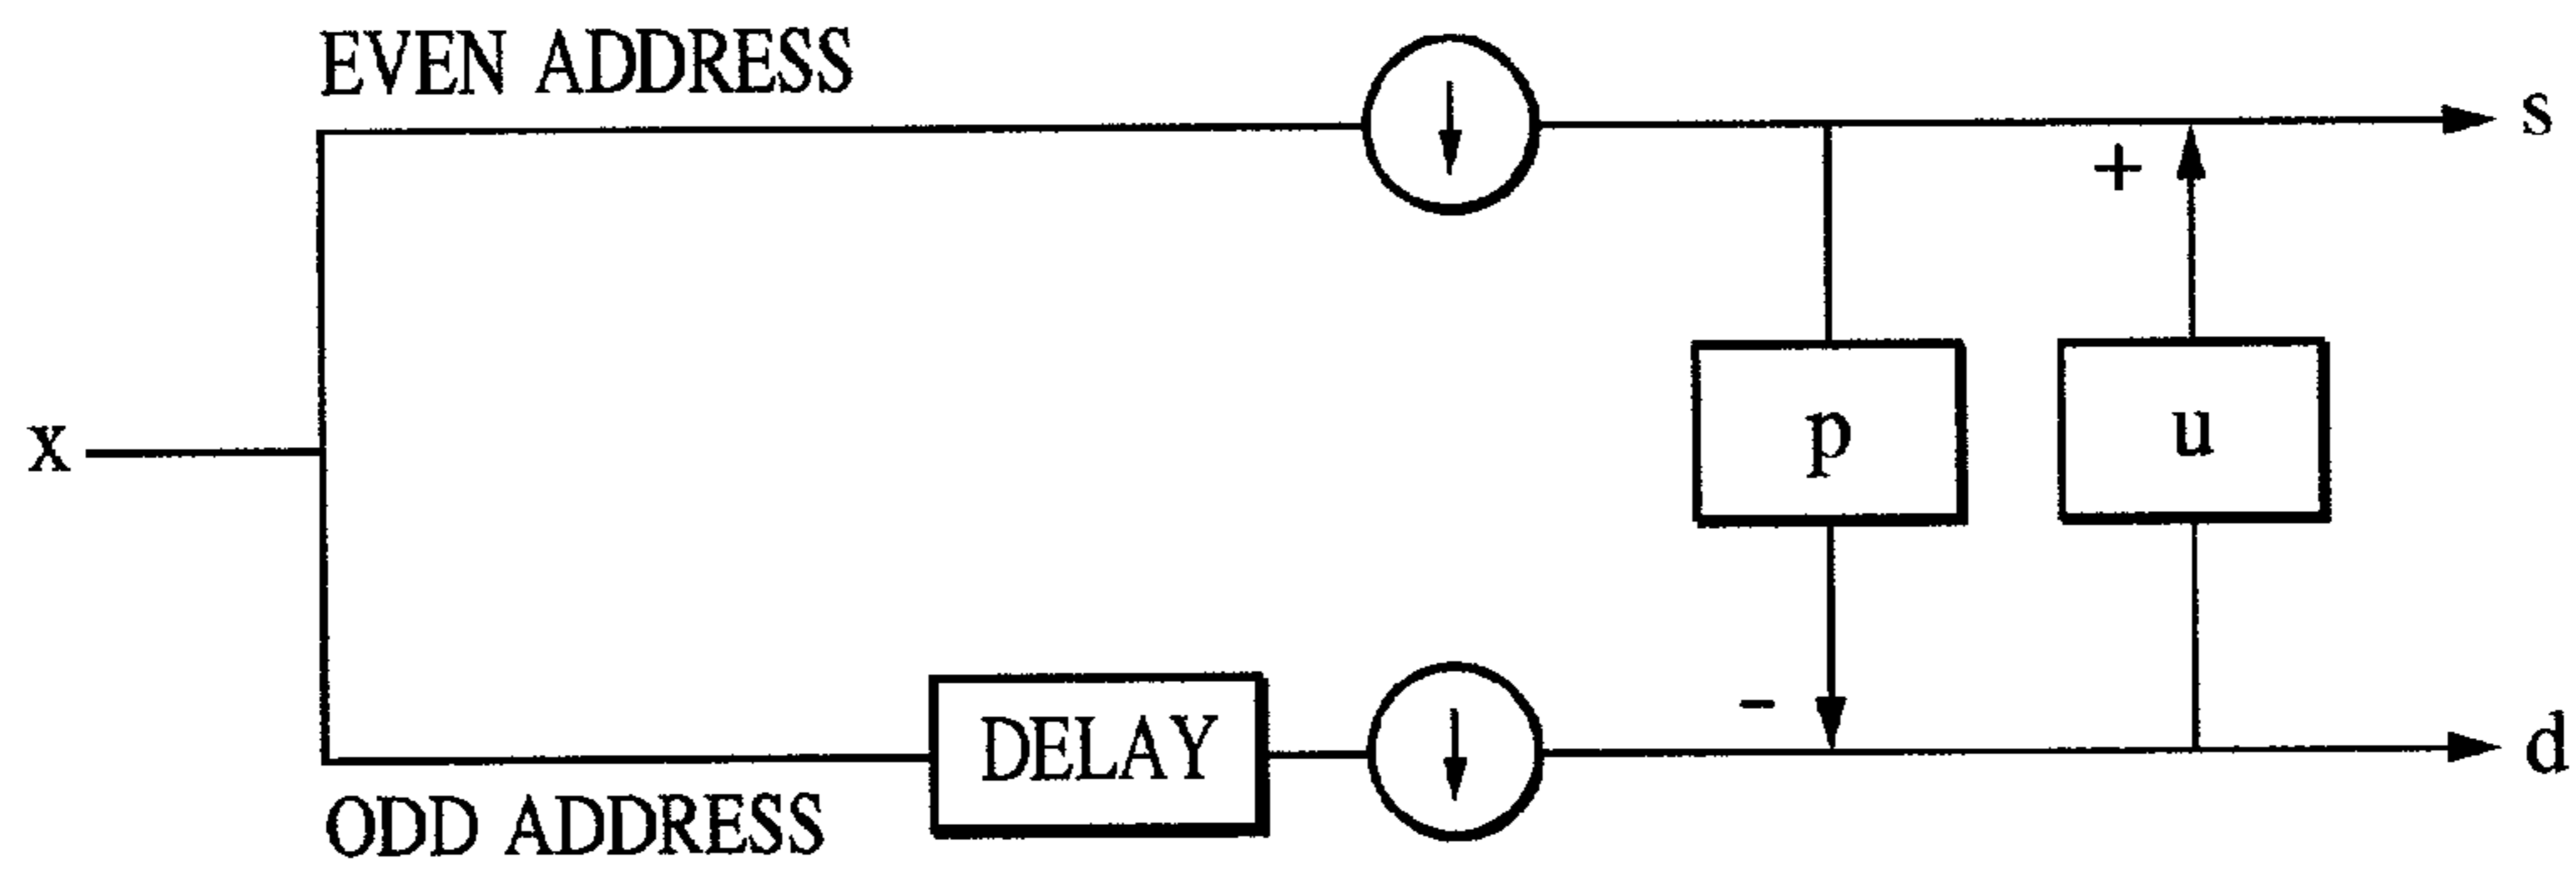 EVEN ADDRESS
s
+
x
p
u
-
DELAY
d
ODD ADDRESS